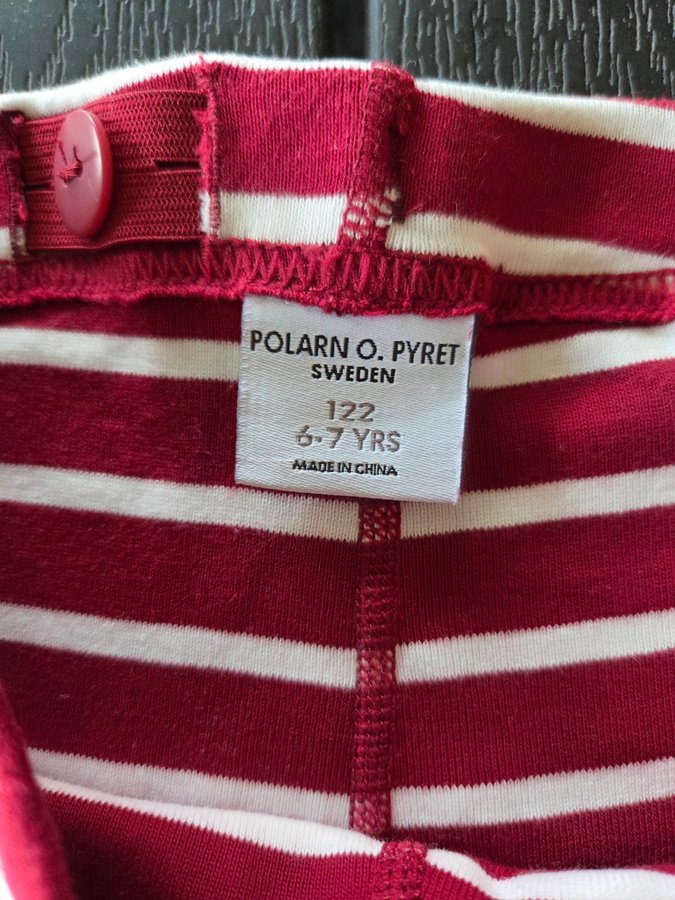 POLARN O. PYRET
SWEDEN
122
6-7 YRS
MADE IN CHINA